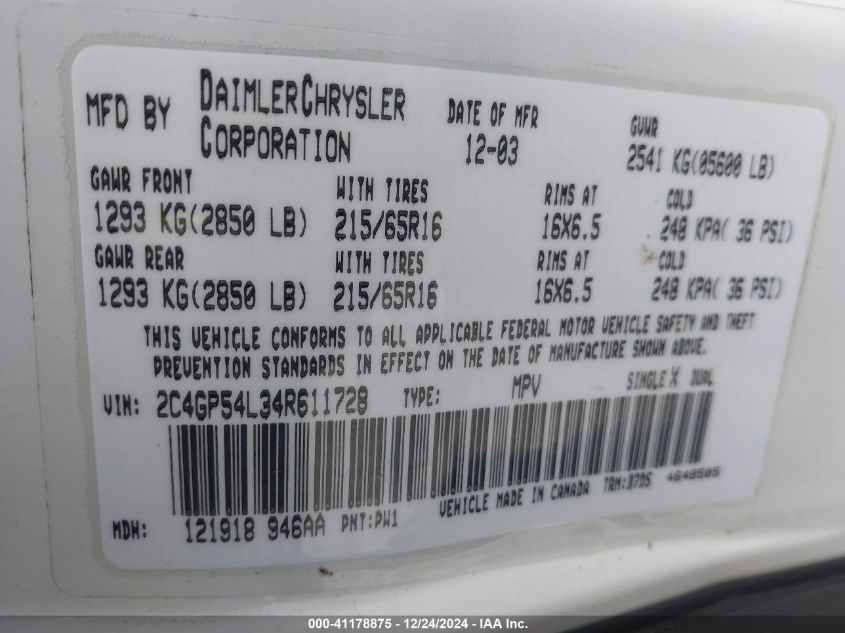 MFD BY DAIMLERCHRYSLER CORPORATION DATE OF MFR 12-03 GVWR 2541 KG(05600 LB)
GAWR FRONT WITH TIRES RIMS AT COLD
1293 KG(2850 LB) 215/65R16 16X6.5 248 KPA( 36 PSI)
GAWR REAR WITH TIRES RIMS AT COLD
1293 KG(2850 LB) 215/65R16 16X6.5 248 KPA( 36 PSI)
THIS VEHICLE CONFORMS TO ALL APPLICABLE FEDERAL MOTOR VEHICLE SAFETY AND THEFT
PREVENTION STANDARDS IN EFFECT ON THE DATE OF MANUFACTURE SHOWN ABOVE.
VIN: 2C4GP54L34R611728 TYPE: MPV SINGLE X DUAL
VEHICLE MADE IN CANADA TRM:B7D5 4648505
MDH: 121918 946AA PNT:PW1
000-41178875 / 12/24/2024 - IAA Inc.